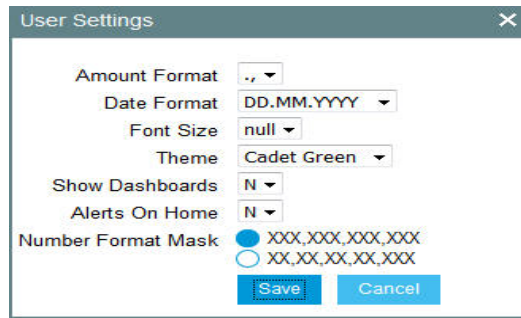 User Settings
Amount Format .,
Date Format DD.MM.YYYY
Font Size null
Theme Cadet Green
Show Dashboards N
Alerts On Home N
Number Format Mask XXX,XXX,XXX,XXX
XX,XX,XX,XX,XXX
Save Cancel